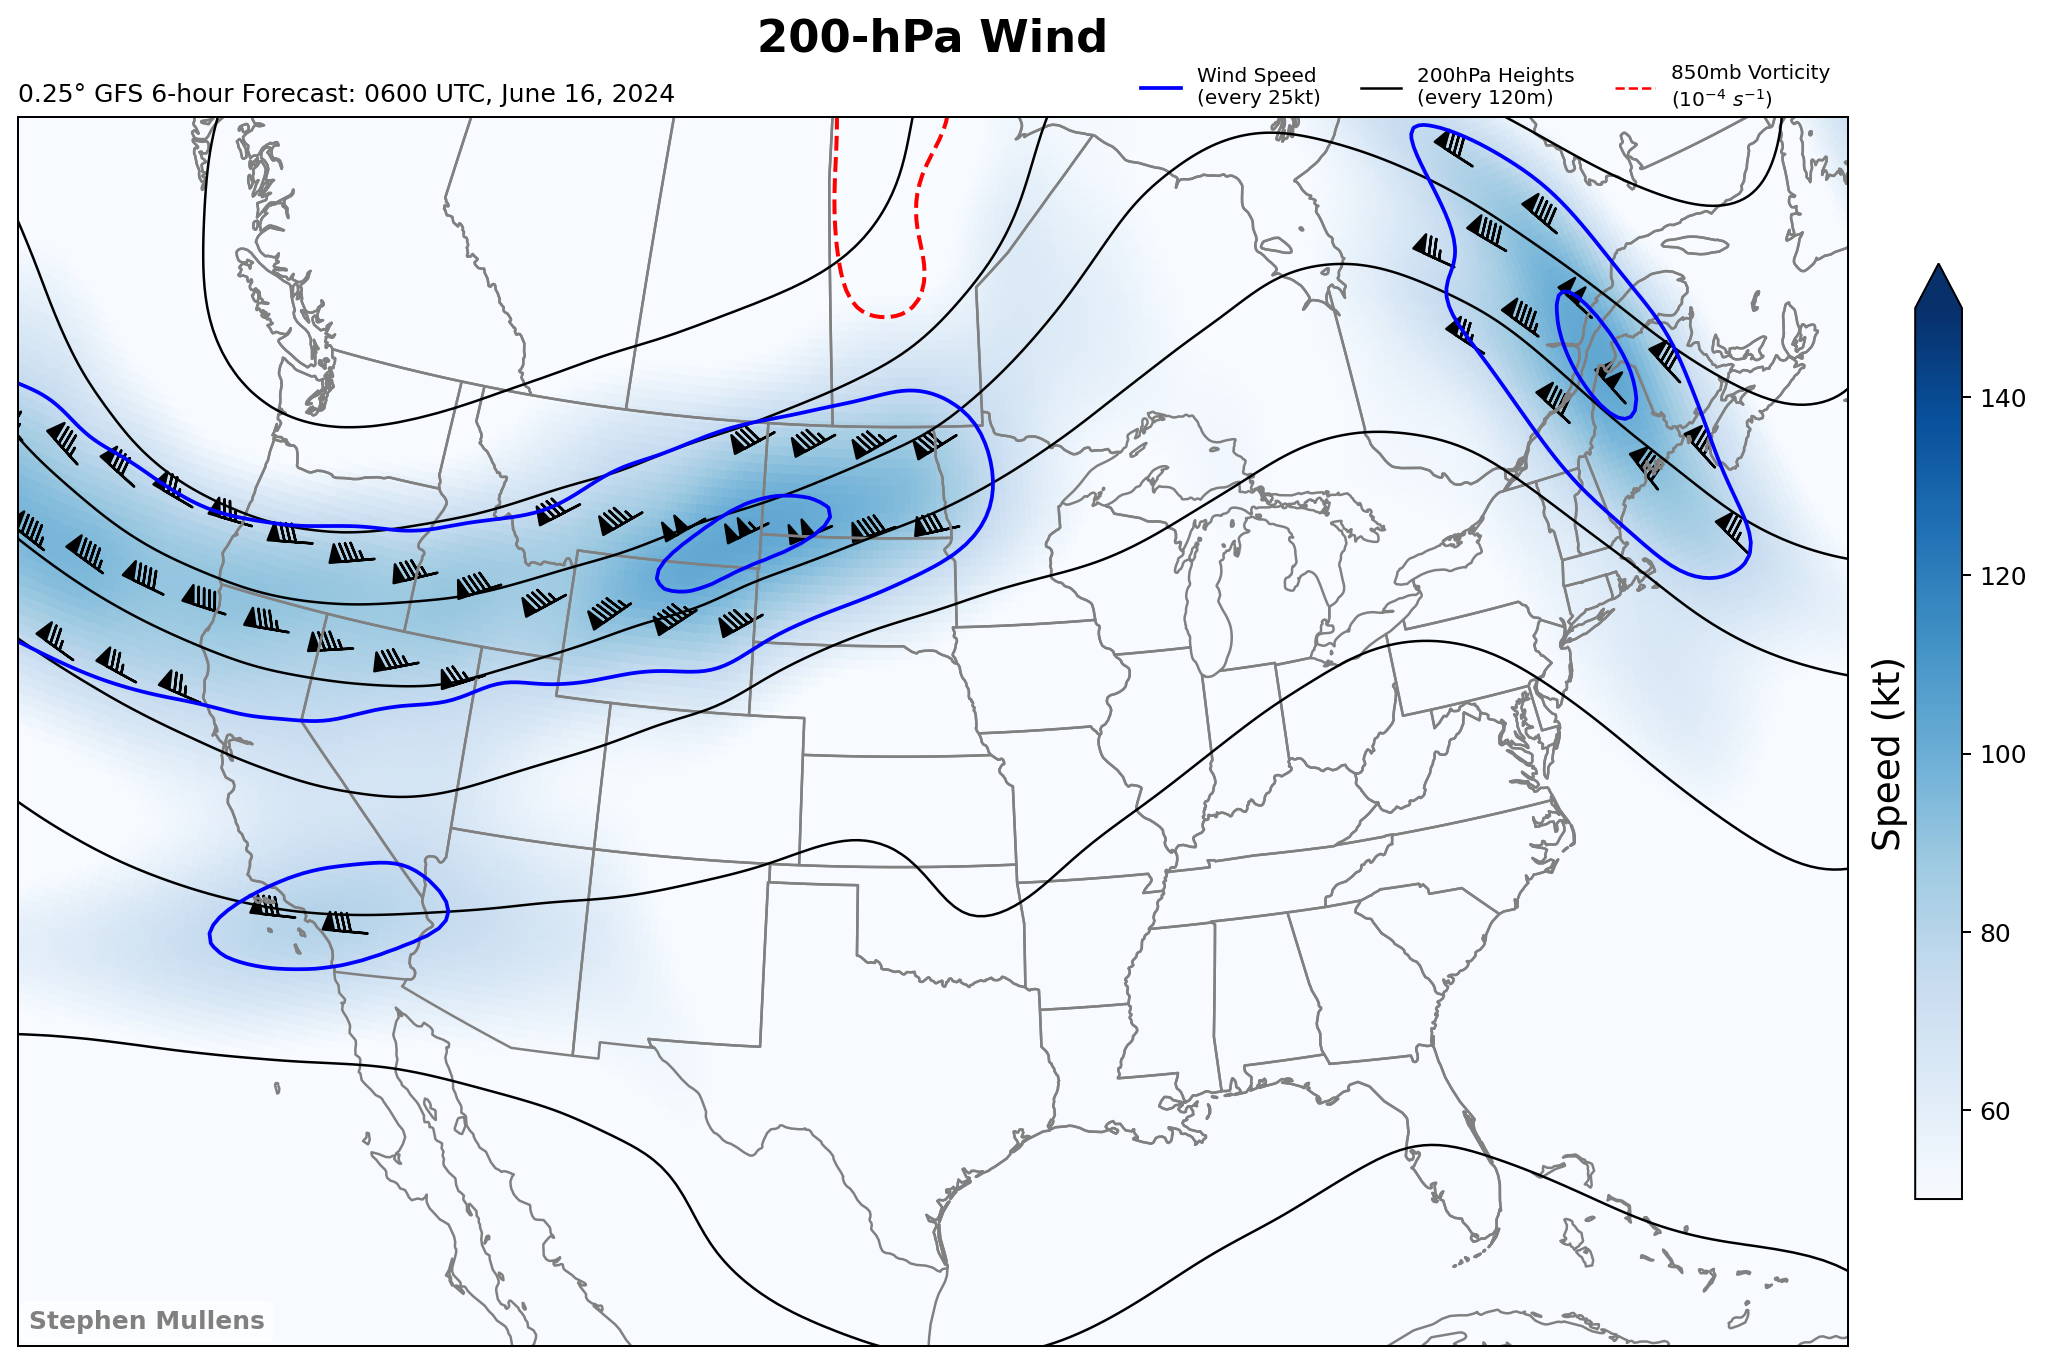 200-hPa Wind
0.25° GFS 6-hour Forecast: 0600 UTC, June 16, 2024
Wind Speed
(every 25kt)
200hPa Heights
(every 120m)
850mb Vorticity
(10⁻⁴ s⁻¹)
140
120
100
80
60
Speed (kt)
Stephen Mullens